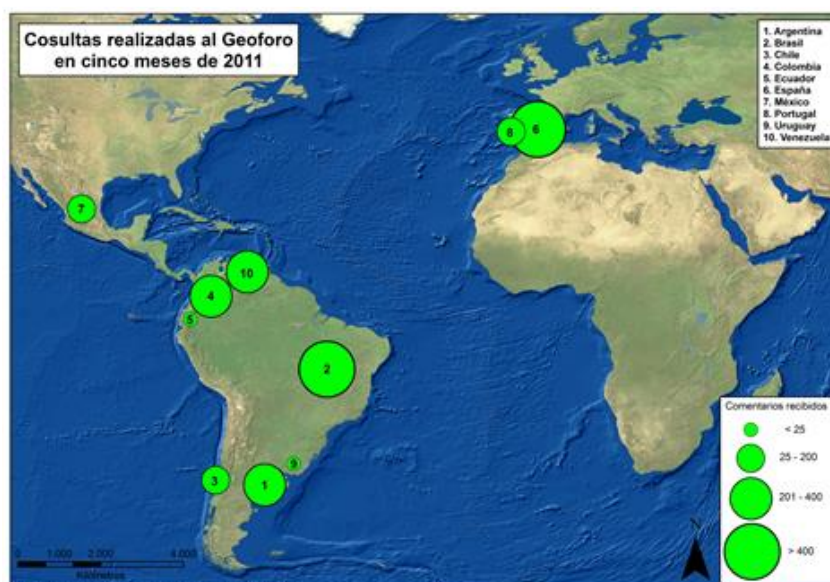 Cosultas realizadas al Geoforo
en cinco meses de 2011
1. Argentina
2. Brasil
3. Chile
4. Colombia
5. Ecuador
6. España
7. México
8. Portugal
9. Uruguay
10. Venezuela
8
6
7
10
4
5
2
9
3
1
Comentarios recibidos
< 25
25 - 200
201 - 400
> 400
N
0 1.000 2.000 4.000
Kilómetros